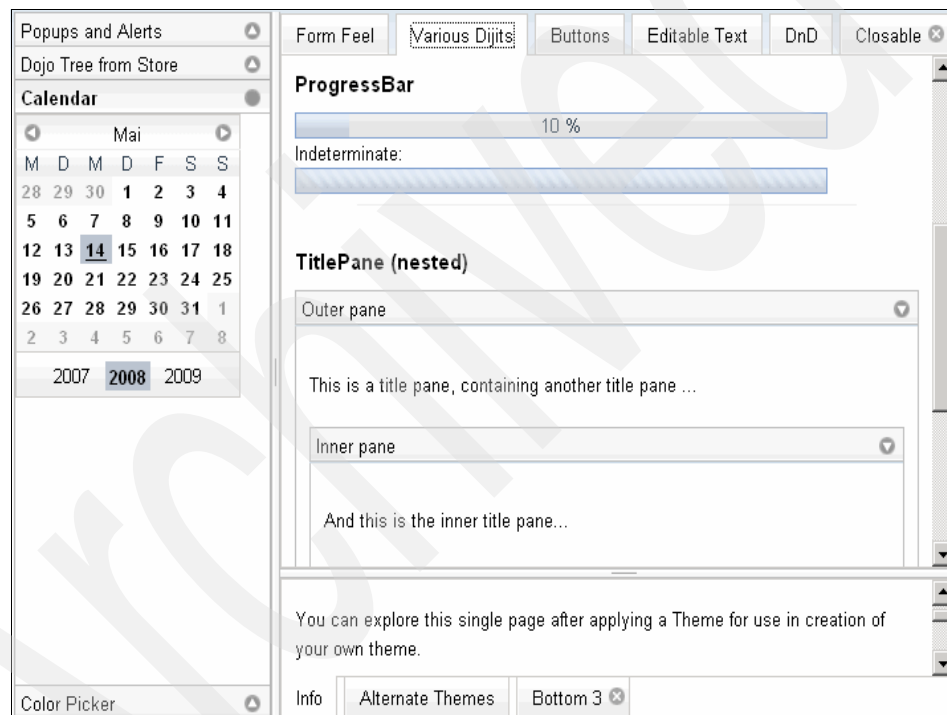 Popups and Alerts
Dojo Tree from Store
Calendar
Mai
M D M D F S S
28 29 30 1 2 3 4
5 6 7 8 9 10 11
12 13 14 15 16 17 18
19 20 21 22 23 24 25
26 27 28 29 30 31 1
2 3 4 5 6 7 8
2007 2008 2009
Color Picker
Form Feel Various Dijits Buttons Editable Text DnD Closable
ProgressBar
10 %
Indeterminate:
TitlePane (nested)
Outer pane
This is a title pane, containing another title pane ...
Inner pane
And this is the inner title pane...
You can explore this single page after applying a Theme for use in creation of
your own theme.
Info Alternate Themes Bottom 3
Archived